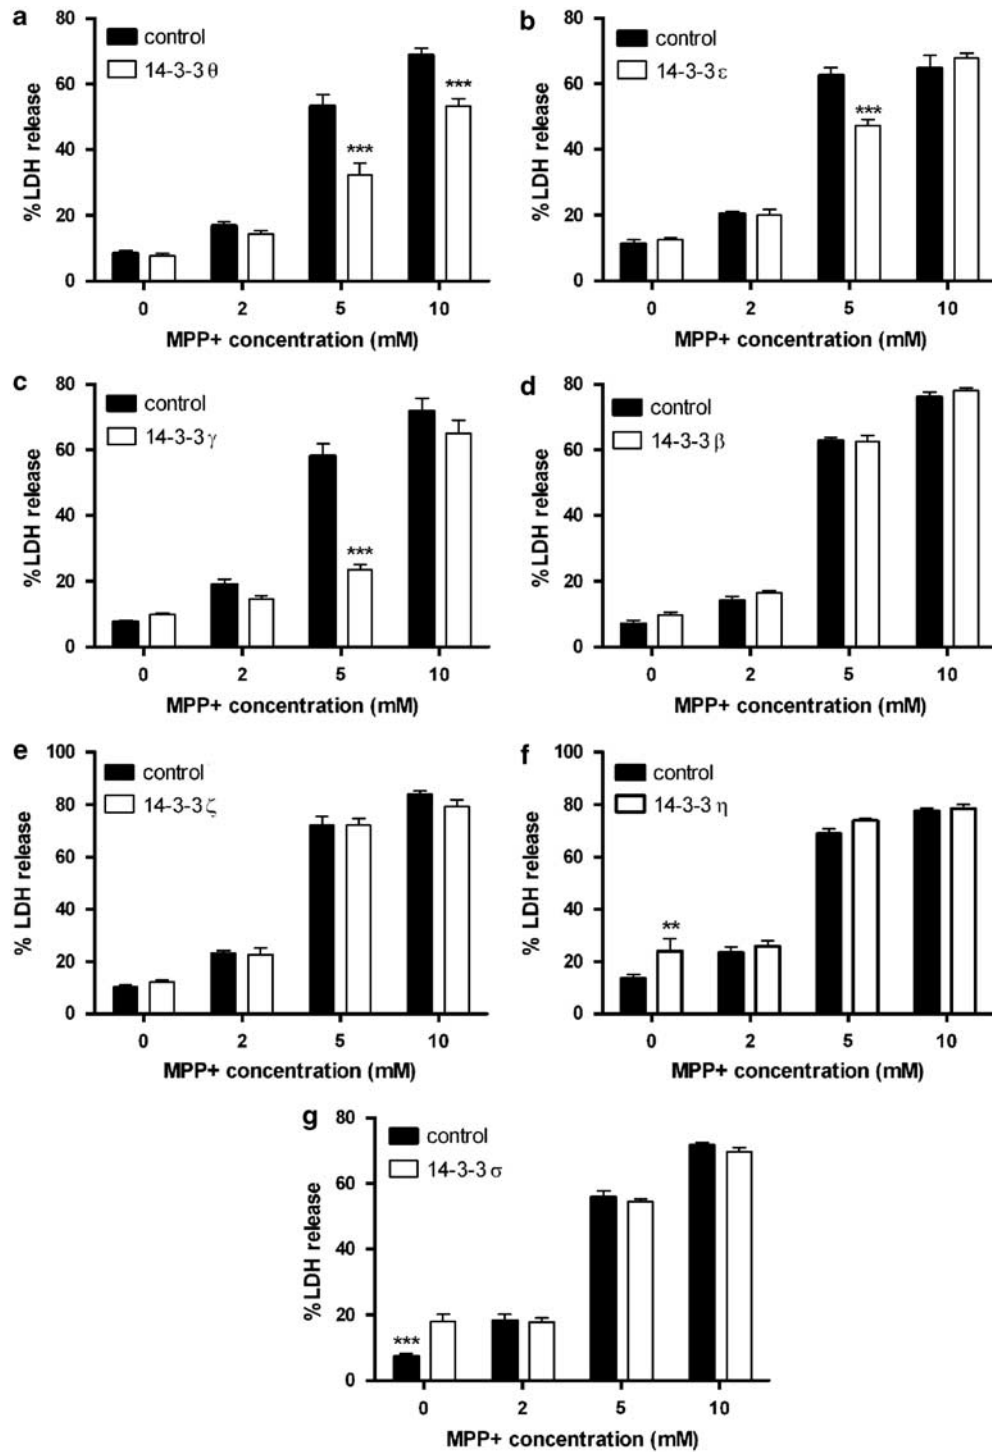 a
80
60
40
20
0
% LDH release
control
14-3-3 θ
***
***
0 2 5 10
MPP+ concentration (mM)
b
80
60
40
20
0
% LDH release
control
14-3-3 ε
***
0 2 5 10
MPP+ concentration (mM)
c
80
60
40
20
0
% LDH release
control
14-3-3 γ
***
0 2 5 10
MPP+ concentration (mM)
d
80
60
40
20
0
% LDH release
control
14-3-3 β
0 2 5 10
MPP+ concentration (mM)
e
100
80
60
40
20
0
% LDH release
control
14-3-3 ζ
0 2 5 10
MPP+ concentration (mM)
f
100
80
60
40
20
0
% LDH release
control
14-3-3 η
**
0 2 5 10
MPP+ concentration (mM)
g
80
60
40
20
0
% LDH release
control
14-3-3 σ
***
0 2 5 10
MPP+ concentration (mM)